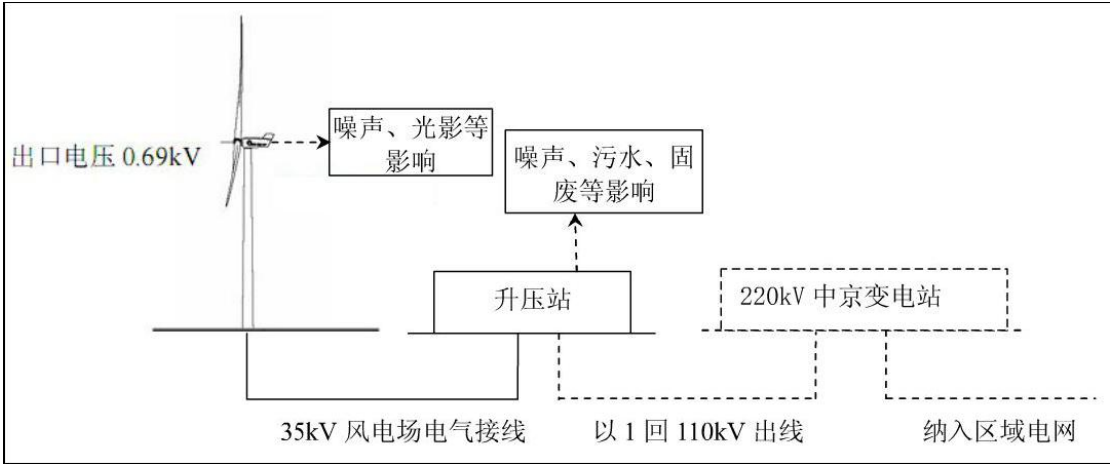 出口电压 0.69kV
噪声、光影等
影响
噪声、污水、固
废等影响
升压站
220kV 中京变电站
35kV 风电场电气接线
以 1 回 110kV 出线
纳入区域电网